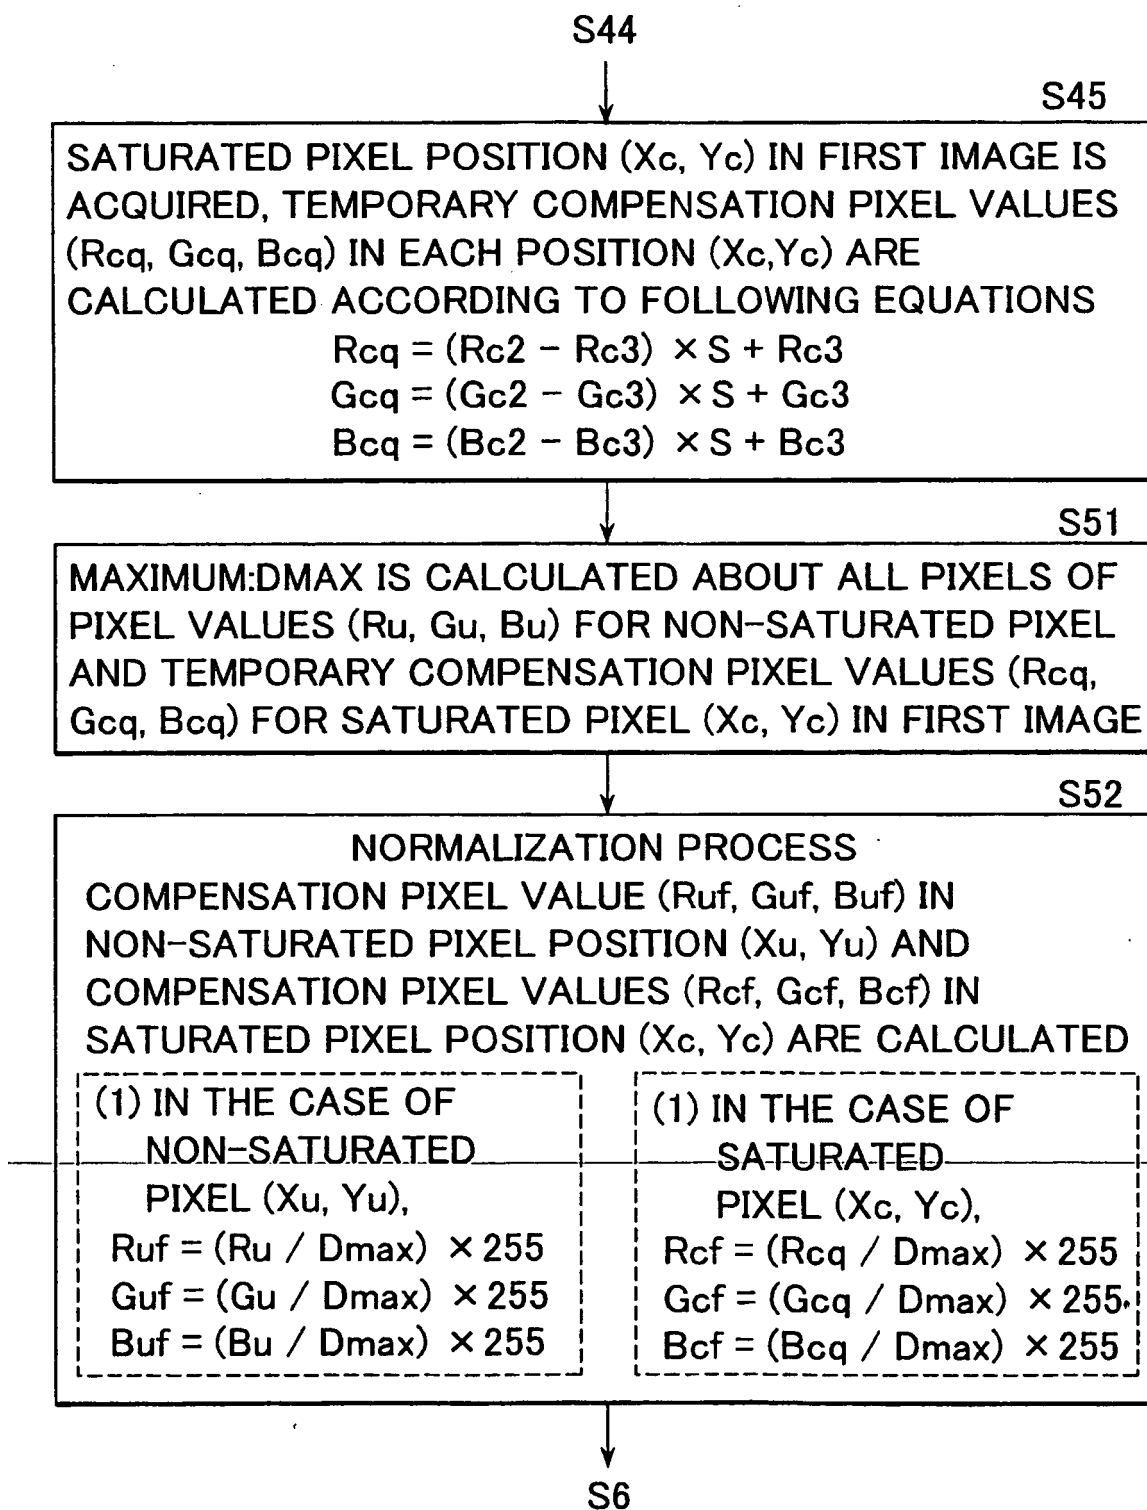 S44
S45
SATURATED PIXEL POSITION (Xc, Yc) IN FIRST IMAGE IS
ACQUIRED, TEMPORARY COMPENSATION PIXEL VALUES
(Rcq, Gcq, Bcq) IN EACH POSITION (Xc,Yc) ARE
CALCULATED ACCORDING TO FOLLOWING EQUATIONS
Rcq = (Rc2 − Rc3) × S + Rc3
Gcq = (Gc2 − Gc3) × S + Gc3
Bcq = (Bc2 − Bc3) × S + Bc3
S51
MAXIMUM:DMAX IS CALCULATED ABOUT ALL PIXELS OF
PIXEL VALUES (Ru, Gu, Bu) FOR NON-SATURATED PIXEL
AND TEMPORARY COMPENSATION PIXEL VALUES (Rcq,
Gcq, Bcq) FOR SATURATED PIXEL (Xc, Yc) IN FIRST IMAGE
S52
NORMALIZATION PROCESS
COMPENSATION PIXEL VALUE (Ruf, Guf, Buf) IN
NON-SATURATED PIXEL POSITION (Xu, Yu) AND
COMPENSATION PIXEL VALUES (Rcf, Gcf, Bcf) IN
SATURATED PIXEL POSITION (Xc, Yc) ARE CALCULATED
(1) IN THE CASE OF
NON-SATURATED
PIXEL (Xu, Yu),
Ruf = (Ru / Dmax) × 255
Guf = (Gu / Dmax) × 255
Buf = (Bu / Dmax) × 255
(1) IN THE CASE OF
SATURATED
PIXEL (Xc, Yc),
Rcf = (Rcq / Dmax) × 255
Gcf = (Gcq / Dmax) × 255
Bcf = (Bcq / Dmax) × 255
S6